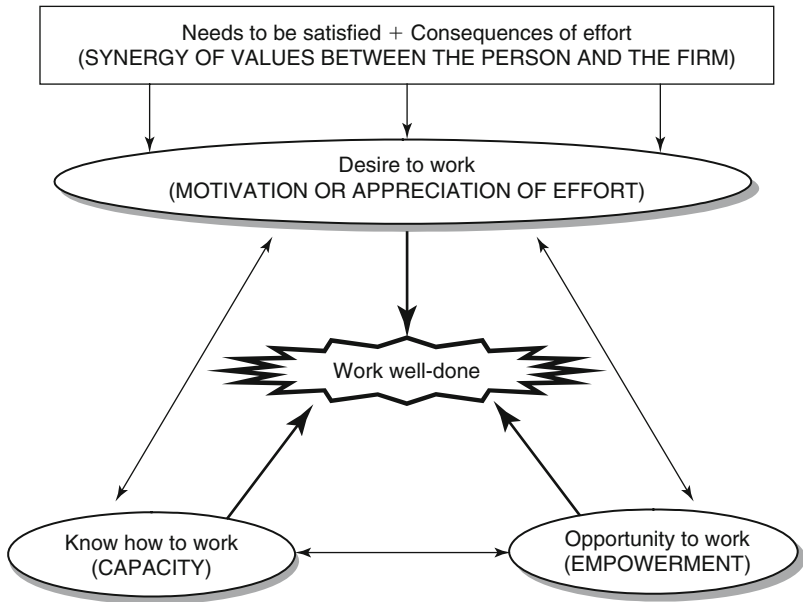 Needs to be satisfied + Consequences of effort
(SYNERGY OF VALUES BETWEEN THE PERSON AND THE FIRM)
Desire to work
(MOTIVATION OR APPRECIATION OF EFFORT)
Work well-done
Know how to work
(CAPACITY)
Opportunity to work
(EMPOWERMENT)